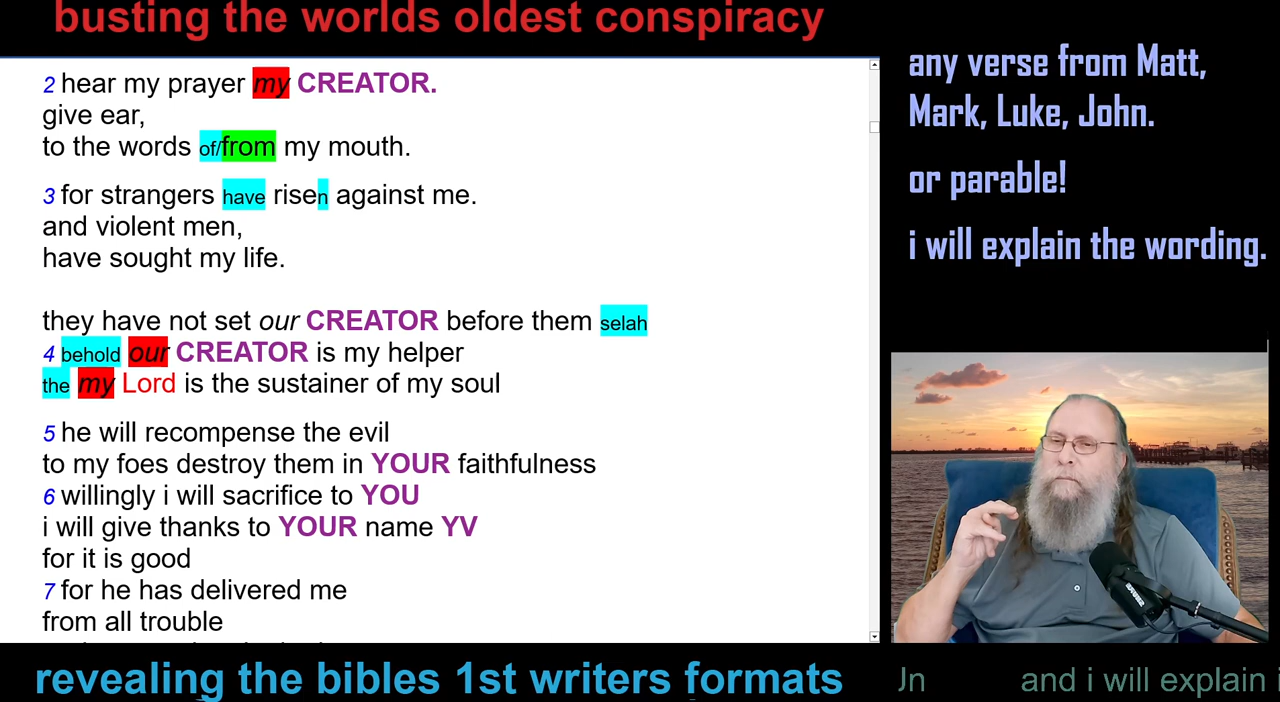 busting the worlds oldest conspiracy
2 hear my prayer my CREATOR.
give ear,
to the words of/from my mouth.
3 for strangers have risen against me.
and violent men,
have sought my life.
they have not set our CREATOR before them selah
4 behold our CREATOR is my helper
the my Lord is the sustainer of my soul
5 he will recompense the evil
to my foes destroy them in YOUR faithfulness
6 willingly i will sacrifice to YOU
i will give thanks to YOUR name YV
for it is good
7 for he has delivered me
from all trouble
any verse from Matt,
Mark, Luke, John.
or parable!
i will explain the wording.
revealing the bibles 1st writers formats
Jn and i will explain